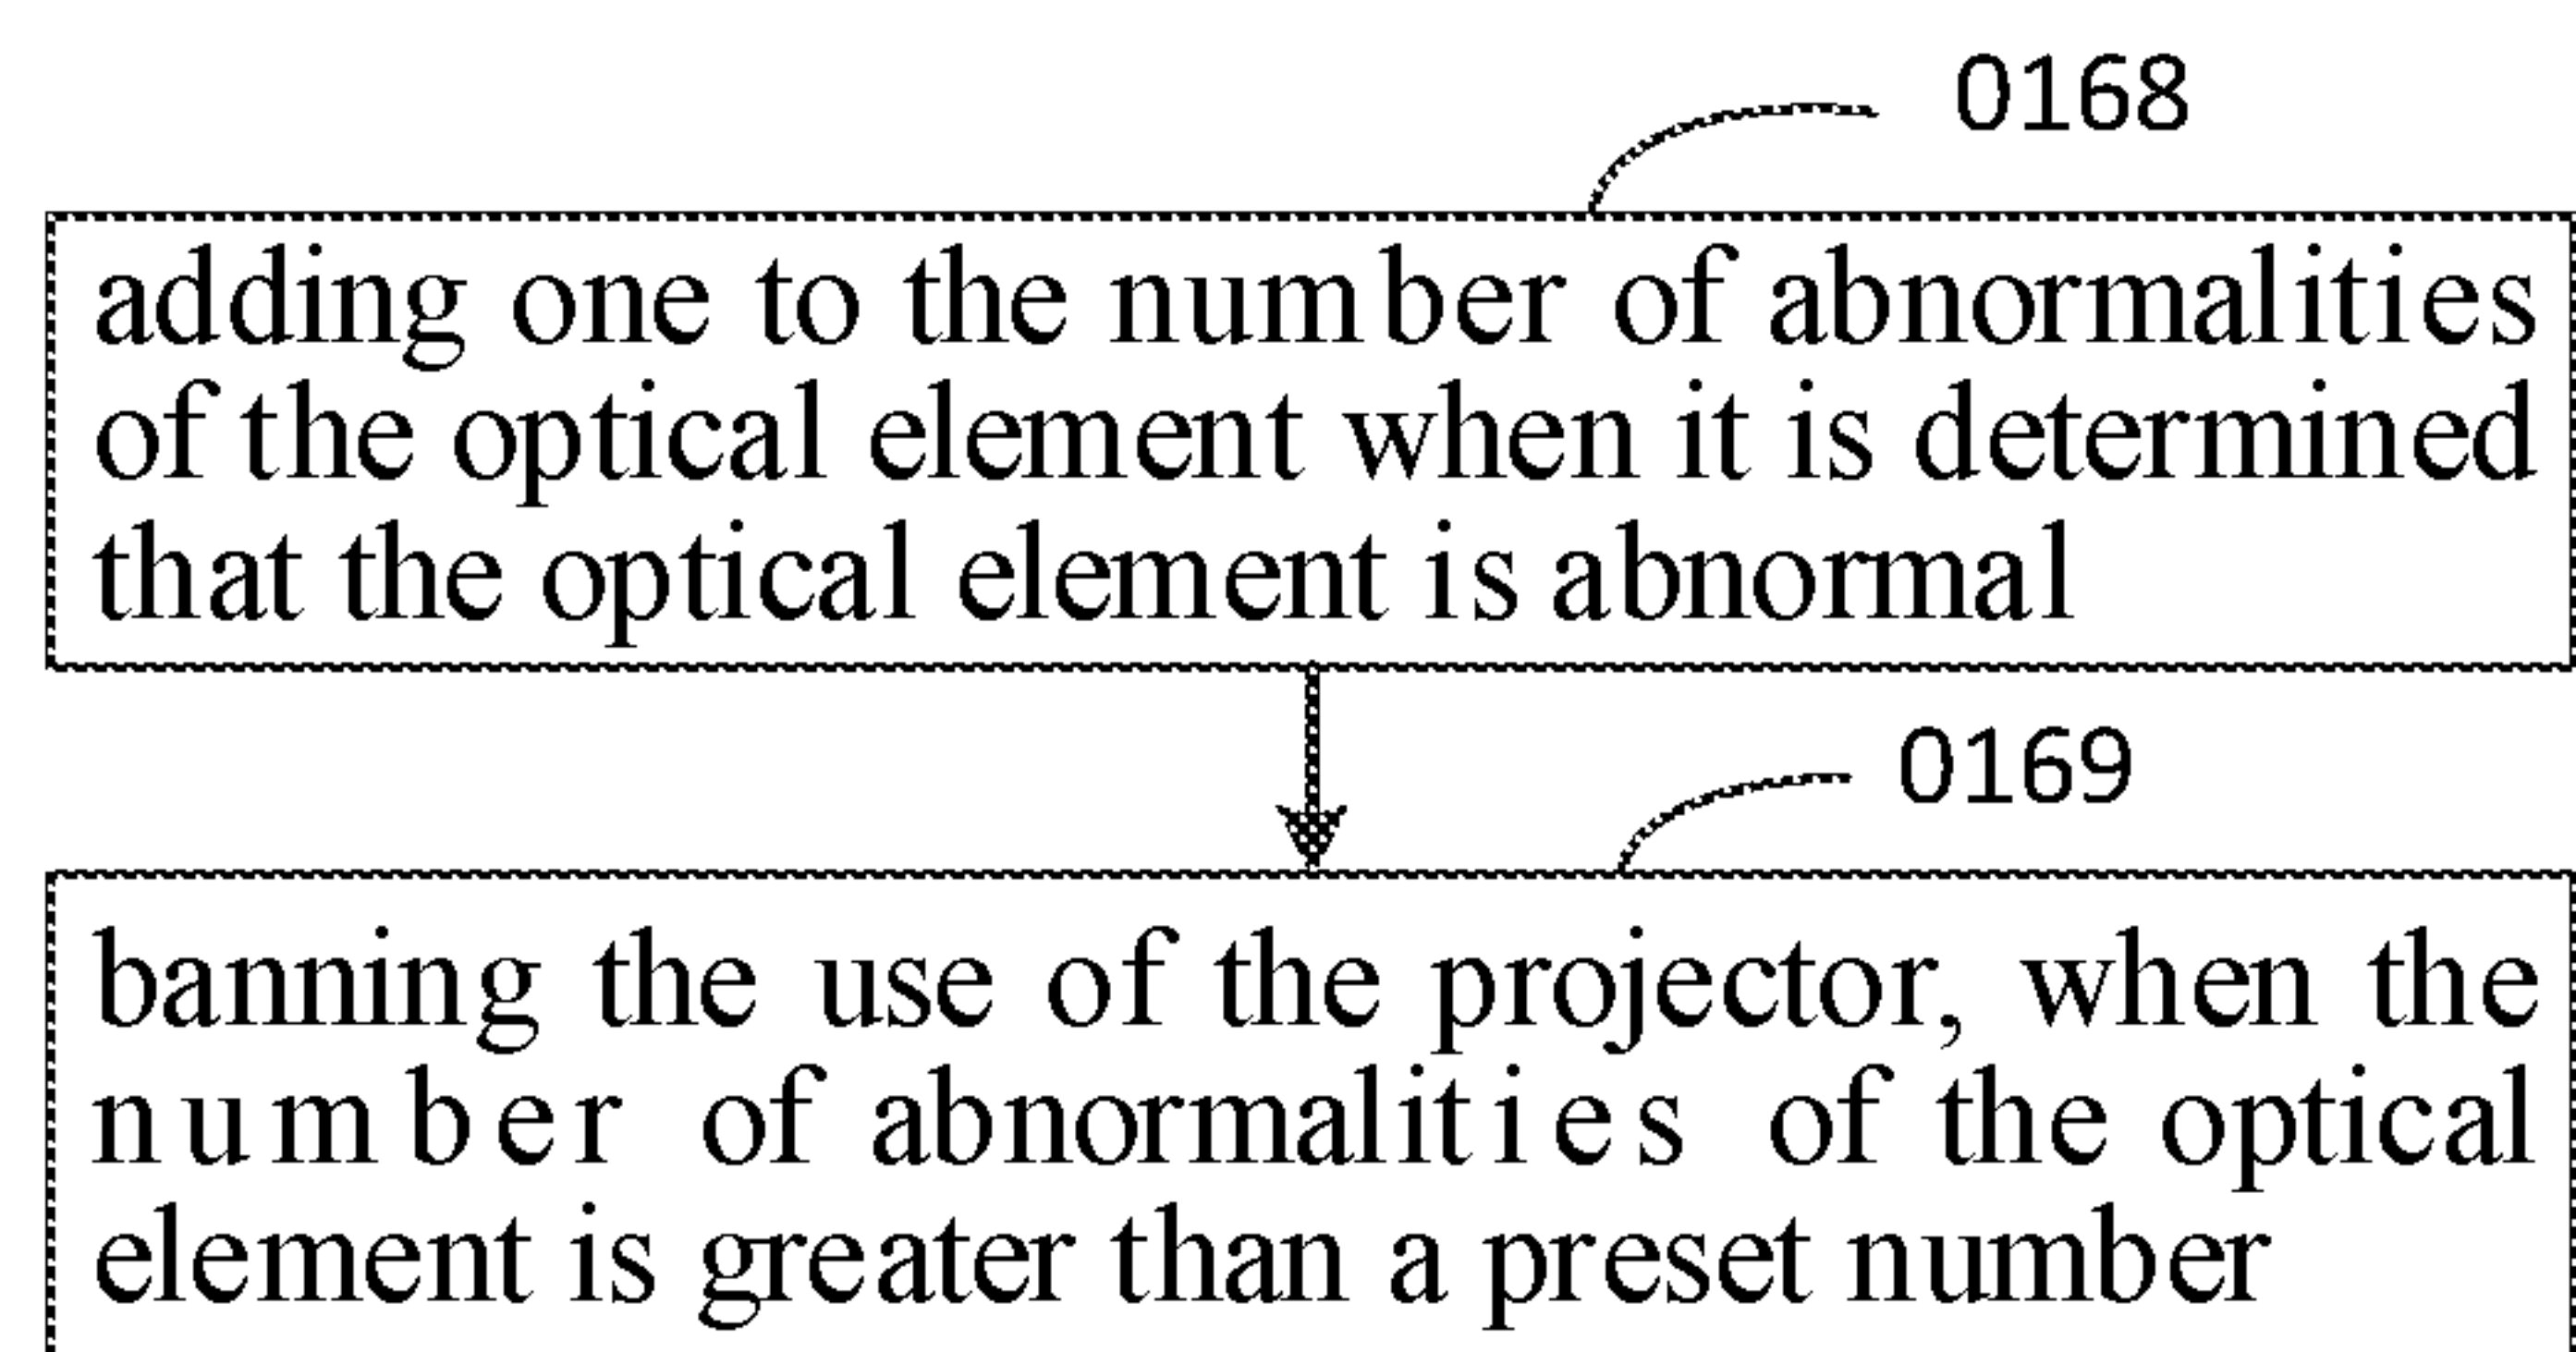 0168
adding one to the number of abnormalities
of the optical element when it is determined
that the optical element is abnormal
0169
banning the use of the projector, when the
number of abnormalities of the optical
element is greater than a preset number